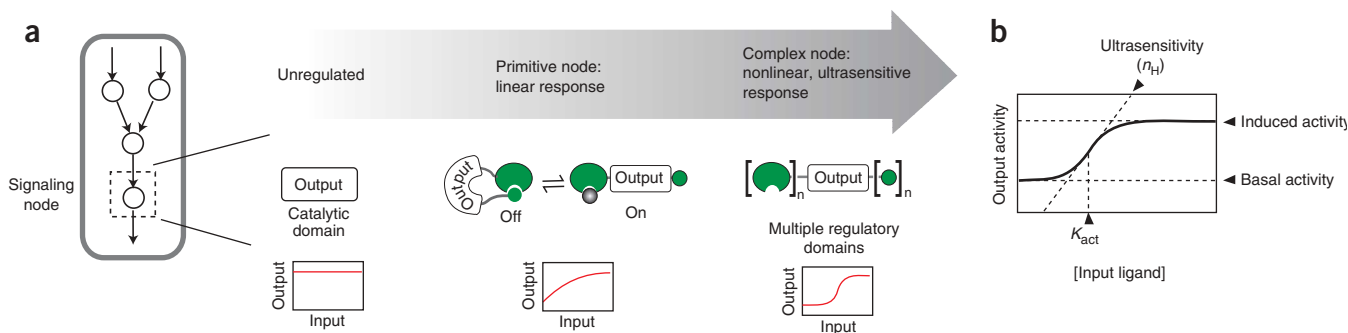 a
Signaling
node
Unregulated
Primitive node:
linear response
Complex node:
nonlinear, ultrasensitive
response
Output
Catalytic
domain
Output
Input
Output
Off
Output
On
Output
Input
[ ]n
Output
[ ]n
Multiple regulatory
domains
Output
Input
b
Ultrasensitivity
(nH)
Output activity
Induced activity
Basal activity
Kact
[Input ligand]